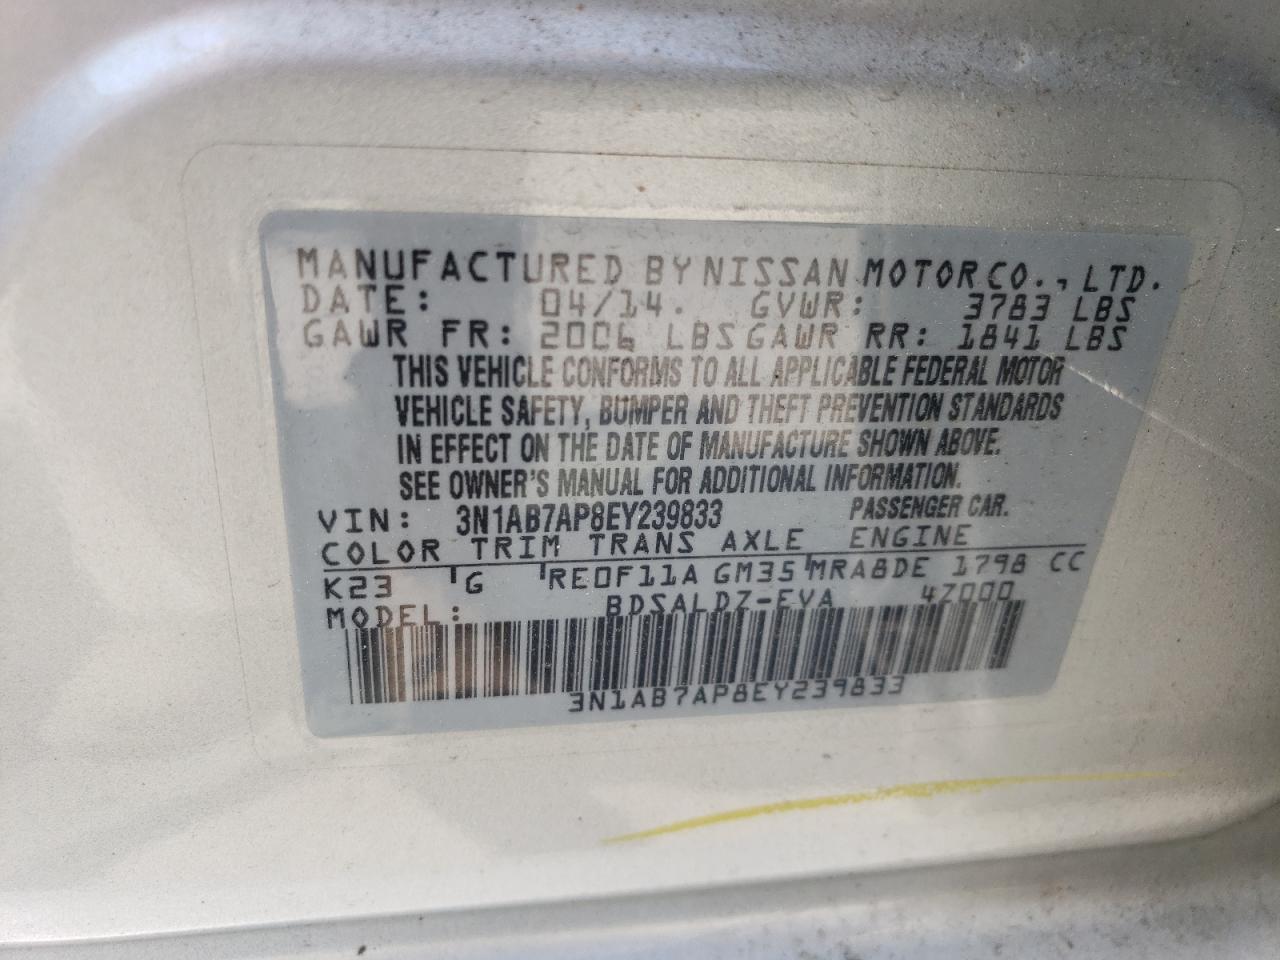 MANUFACTURED BY NISSAN MOTOR CO., LTD.
DATE: 04/14. GVWR: 3783 LBS
GAWR FR: 2006 LBS GAWR RR: 1841 LBS
THIS VEHICLE CONFORMS TO ALL APPLICABLE FEDERAL MOTOR
VEHICLE SAFETY, BUMPER AND THEFT PREVENTION STANDARDS
IN EFFECT ON THE DATE OF MANUFACTURE SHOWN ABOVE.
SEE OWNER'S MANUAL FOR ADDITIONAL INFORMATION.
VIN: 3N1AB7AP8EY239833 PASSENGER CAR.
COLOR TRIM TRANS AXLE ENGINE
K23 G RE0F11A GM35 MRA8DE 1798 CC
MODEL: BDSALDZ-EVA 4Z000
3N1AB7AP8EY239833